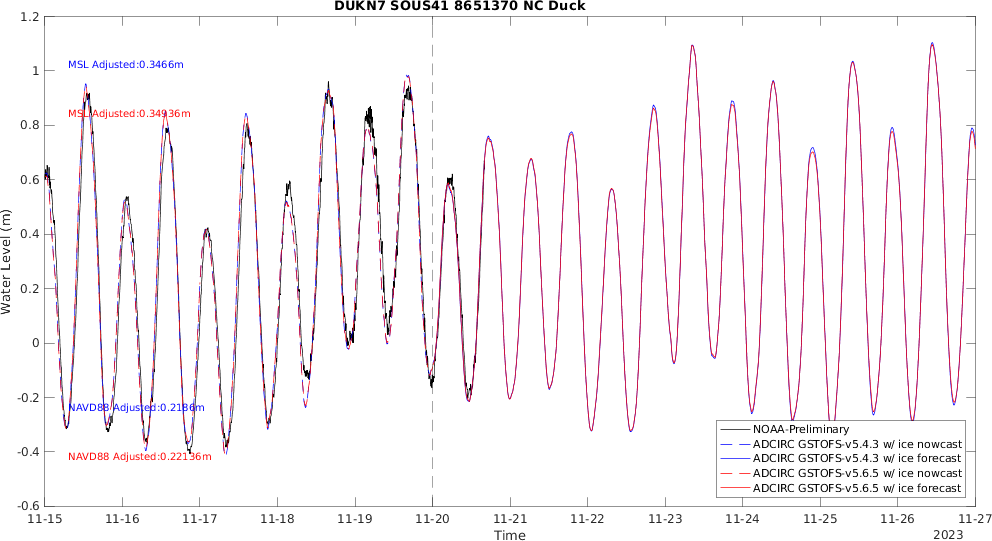 DUKN7 SOUS41 8651370 NC Duck
1.2
1
0.8
0.6
0.4
0.2
0
-0.2
-0.4
-0.6
Water Level (m)
MSL Adjusted:0.3466m
MSL Adjusted:0.34936m
NAVD88 Adjusted:0.2186m
NAVD88 Adjusted:0.22136m
NOAA-Preliminary
ADCIRC GSTOFS-v5.4.3 w/ ice nowcast
ADCIRC GSTOFS-v5.4.3 w/ ice forecast
ADCIRC GSTOFS-v5.6.5 w/ ice nowcast
ADCIRC GSTOFS-v5.6.5 w/ ice forecast
11-15 11-16 11-17 11-18 11-19 11-20 11-21 11-22 11-23 11-24 11-25 11-26 11-27
Time
2023